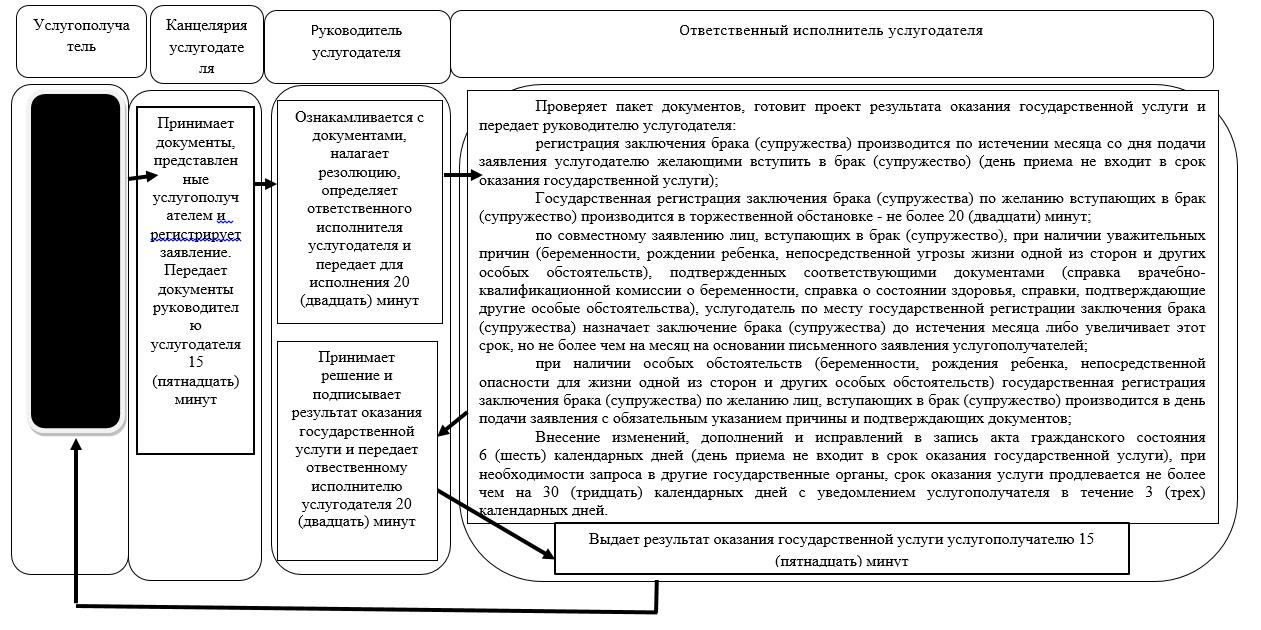 Услугополуча
тель
Канцелярия
услугодате
ля
Руководитель
услугодателя
Ответственный исполнитель услугодателя
Принимает
документы,
представлен
ные
услугополуч
ателем и
регистрирует
заявление.
Передает
документы
руководител
ю
услугодателя
15
(пятнадцать)
минут
Ознакамливается с
документами,
налагает
резолюцию,
определяет
ответственного
исполнителя
услугодателя и
передает для
исполнения 20
(двадцать) минут
Принимает
решение и
подписывает
результат оказания
государственной
услуги и передает
отвественному
исполнителю
услугодателя 20
(двадцать) минут
Проверяет пакет документов, готовит проект результата оказания государственной услуги и
передает руководителю услугодателя:
регистрация заключения брака (супружества) производится по истечении месяца со дня подачи
заявления услугодателю желающими вступить в брак (супружество) (день приема не входит в срок
оказания государственной услуги);
Государственная регистрация заключения брака (супружества) по желанию вступающих в брак
(супружество) производится в торжественной обстановке - не более 20 (двадцати) минут;
по совместному заявлению лиц, вступающих в брак (супружество), при наличии уважительных
причин (беременности, рождении ребенка, непосредственной угрозы жизни одной из сторон и других
особых обстоятельств), подтвержденных соответствующими документами (справка врачебно-
квалификационной комиссии о беременности, справка о состоянии здоровья, справки, подтверждающие
другие особые обстоятельства), услугодатель по месту государственной регистрации заключения брака
(супружества) назначает заключение брака (супружества) до истечения месяца либо увеличивает этот
срок, но не более чем на месяц на основании письменного заявления услугополучателей;
при наличии особых обстоятельств (беременности, рождения ребенка, непосредственной
опасности для жизни одной из сторон и других особых обстоятельств) государственная регистрация
заключения брака (супружества) по желанию лиц, вступающих в брак (супружество) производится в день
подачи заявления с обязательным указанием причины и подтверждающих документов;
Внесение изменений, дополнений и исправлений в запись акта гражданского состояния
6 (шесть) календарных дней (день приема не входит в срок оказания государственной услуги), при
необходимости запроса в другие государственные органы, срок оказания услуги продлевается не более
чем на 30 (тридцать) календарных дней с уведомлением услугополучателя в течение 3 (трех)
календарных дней.
Выдает результат оказания государственной услуги услугополучателю 15
(пятнадцать) минут